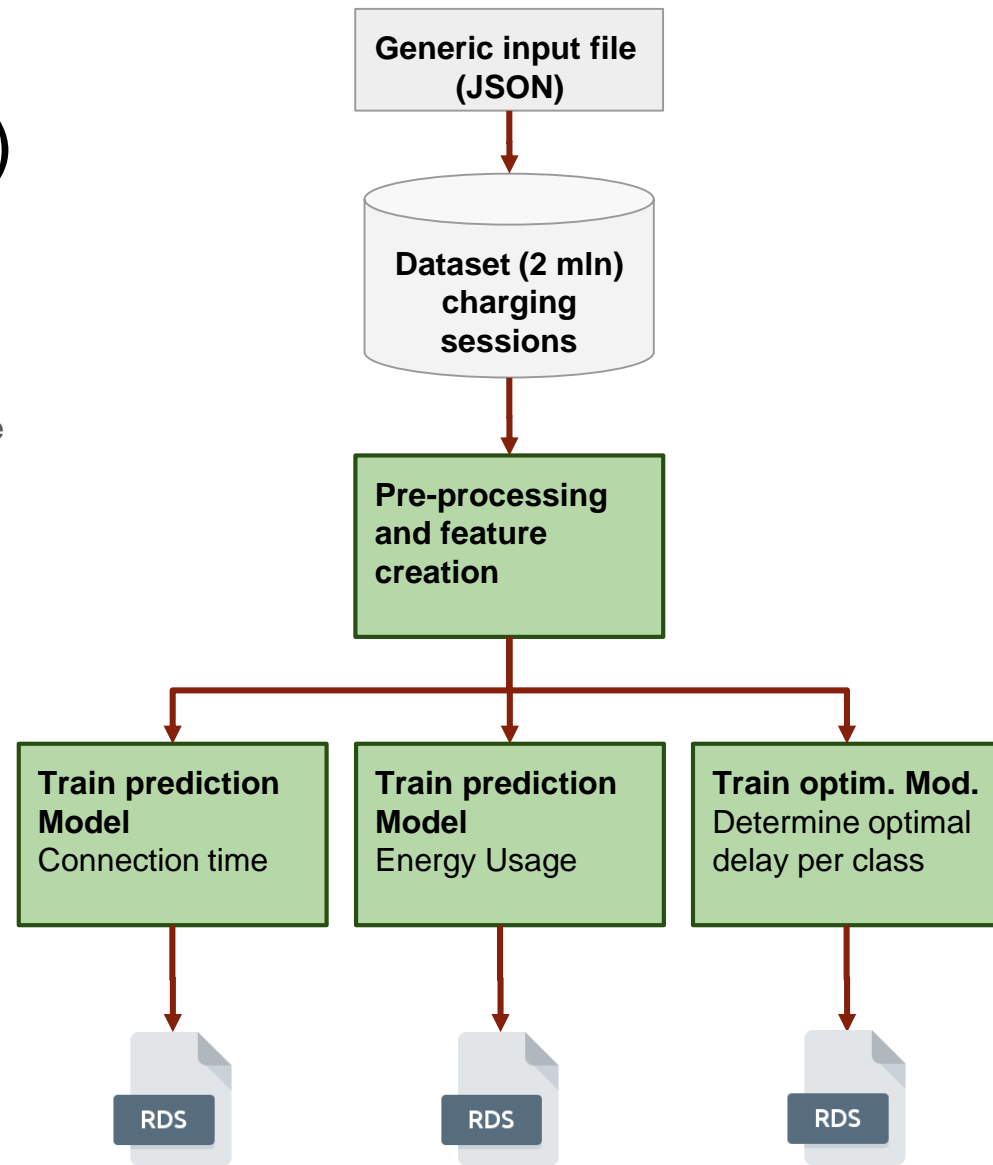 Generic input file
(JSON)
)
Dataset (2 mln)
charging
sessions
e
Pre-processing
and feature
creation
Train prediction
Model
Connection time
Train prediction
Model
Energy Usage
Train optim. Mod.
Determine optimal
delay per class
RDS
RDS
RDS